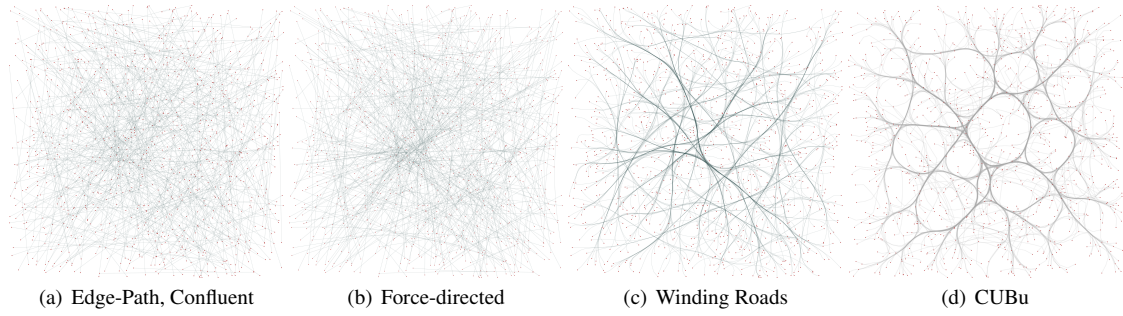 (a) Edge-Path, Confluent
(b) Force-directed
(c) Winding Roads
(d) CUBu